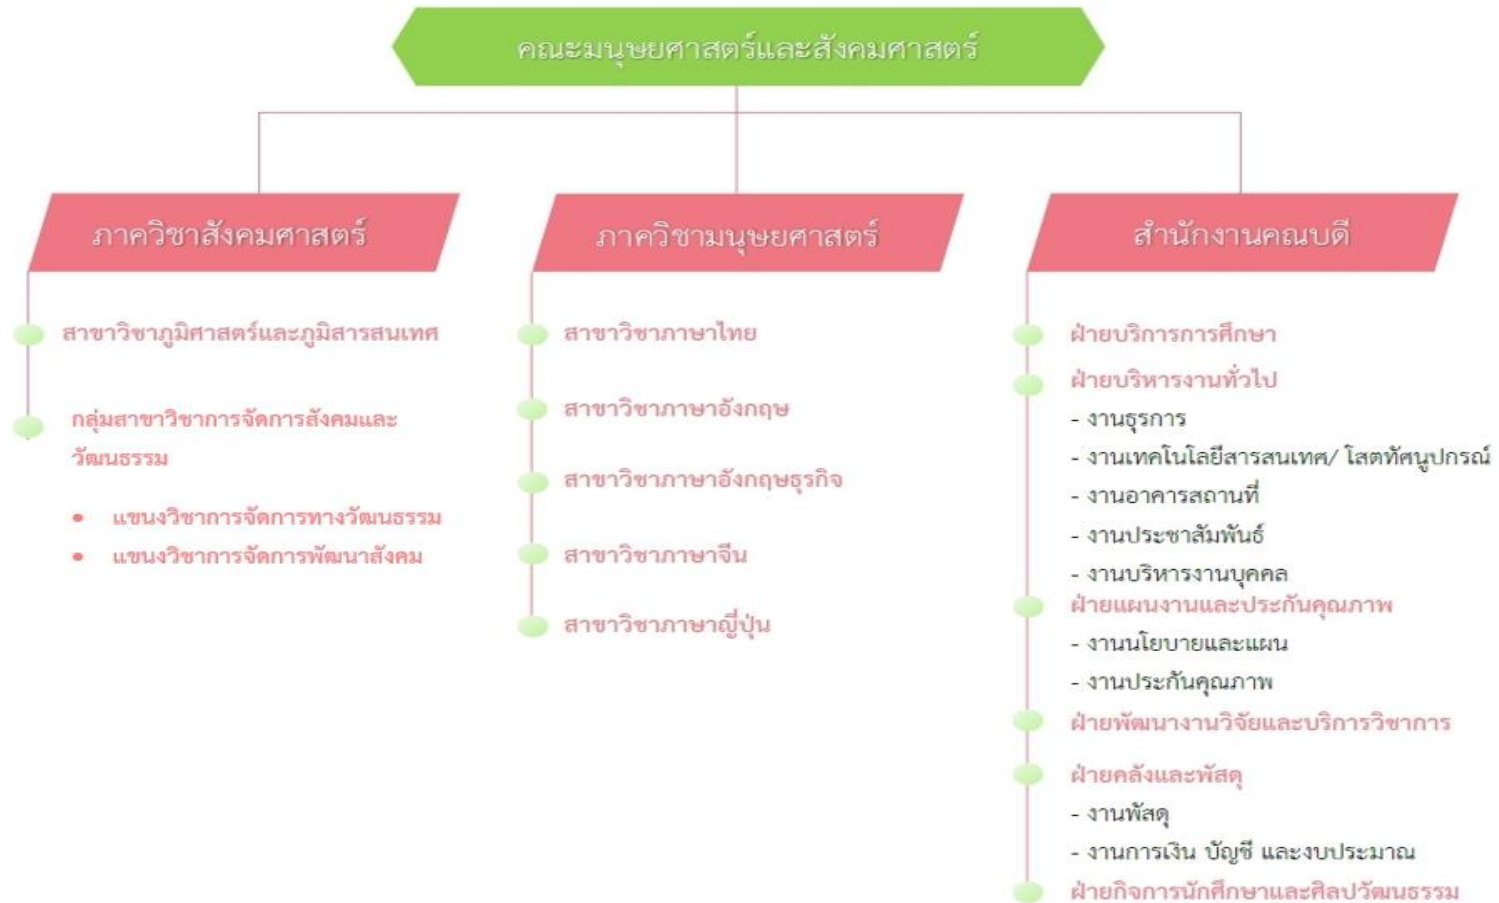 คณะมนุษยศาสตร์และสังคมศาสตร์
ภาควิชาสังคมศาสตร์
สาขาวิชาภูมิศาสตร์และภูมิสารสนเทศ
กลุ่มสาขาวิชาการจัดการสังคมและ
วัฒนธรรม
• แขนงวิชาการจัดการทางวัฒนธรรม
• แขนงวิชาการจัดการพัฒนาสังคม
ภาควิชามนุษยศาสตร์
สาขาวิชาภาษาไทย
สาขาวิชาภาษาอังกฤษ
สาขาวิชาภาษาอังกฤษธุรกิจ
สาขาวิชาภาษาจีน
สาขาวิชาภาษาญี่ปุ่น
สำนักงานคณบดี
ฝ่ายบริการการศึกษา
ฝ่ายบริหารงานทั่วไป
- งานธุรการ
- งานเทคโนโลยีสารสนเทศ/ โสตทัศนูปกรณ์
- งานอาคารสถานที่
- งานประชาสัมพันธ์
- งานบริหารงานบุคคล
ฝ่ายแผนงานและประกันคุณภาพ
- งานนโยบายและแผน
- งานประกันคุณภาพ
ฝ่ายพัฒนางานวิจัยและบริการวิชาการ
ฝ่ายคลังและพัสดุ
- งานพัสดุ
- งานการเงิน บัญชี และงบประมาณ
ฝ่ายกิจการนักศึกษาและศิลปวัฒนธรรม